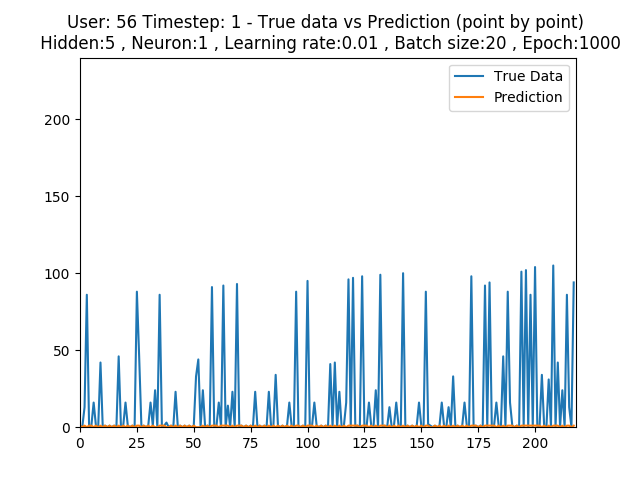 User: 56 Timestep: 1 - True data vs Prediction (point by point)
Hidden:5 , Neuron:1 , Learning rate:0.01 , Batch size:20 , Epoch:1000
True Data
Prediction
200
150
100
50
0
0 25 50 75 100 125 150 175 200